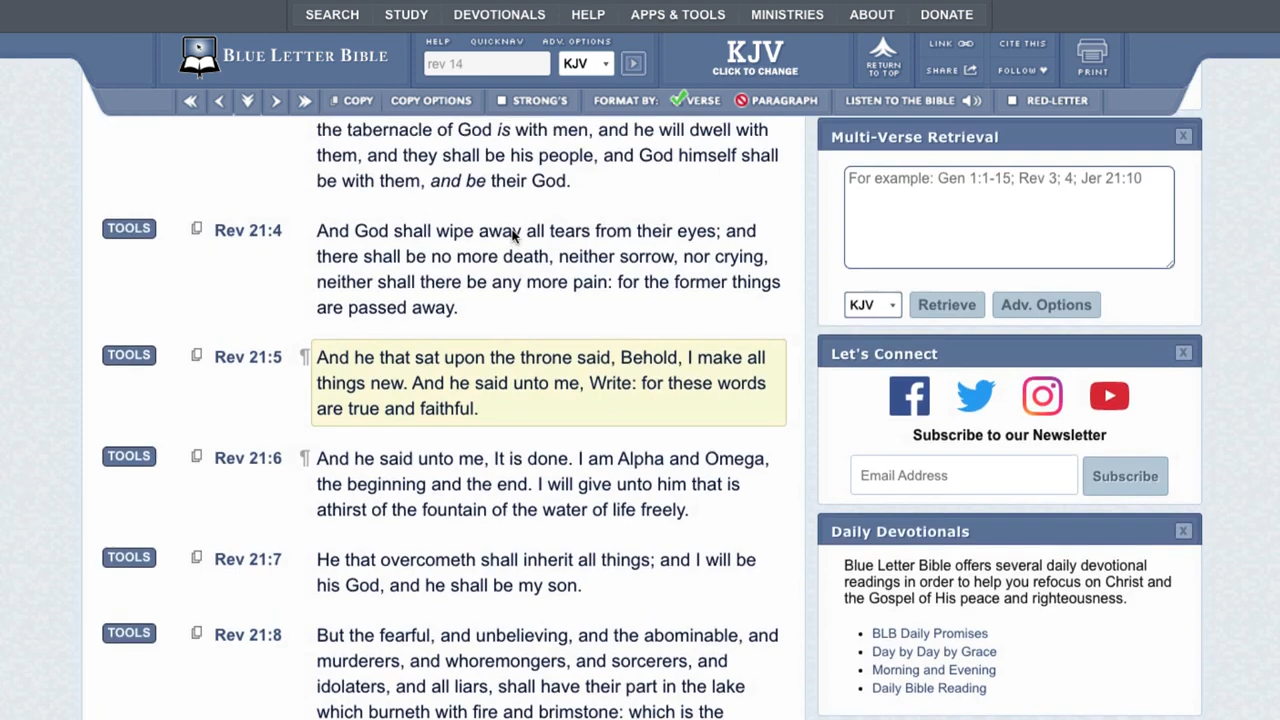 SEARCH STUDY DEVOTIONALS HELP APPS & TOOLS MINISTRIES ABOUT DONATE
BLUE LETTER BIBLE
HELP QUICKNAV ADV. OPTIONS
rev 14 KJV
KJV
CLICK TO CHANGE
RETURN
TO TOP
LINK
SHARE
CITE THIS
FOLLOW
PRINT
COPY COPY OPTIONS STRONG'S FORMAT BY: VERSE PARAGRAPH LISTEN TO THE BIBLE RED-LETTER
the tabernacle of God is with men, and he will dwell with
them, and they shall be his people, and God himself shall
be with them, and be their God.
TOOLS Rev 21:4 And God shall wipe away all tears from their eyes; and
there shall be no more death, neither sorrow, nor crying,
neither shall there be any more pain: for the former things
are passed away.
TOOLS Rev 21:5 ¶ And he that sat upon the throne said, Behold, I make all
things new. And he said unto me, Write: for these words
are true and faithful.
TOOLS Rev 21:6 ¶ And he said unto me, It is done. I am Alpha and Omega,
the beginning and the end. I will give unto him that is
athirst of the fountain of the water of life freely.
TOOLS Rev 21:7 He that overcometh shall inherit all things; and I will be
his God, and he shall be my son.
TOOLS Rev 21:8 But the fearful, and unbelieving, and the abominable, and
murderers, and whoremongers, and sorcerers, and
idolaters, and all liars, shall have their part in the lake
which burneth with fire and brimstone: which is the
Multi-Verse Retrieval X
For example: Gen 1:1-15; Rev 3; 4; Jer 21:10
KJV Retrieve Adv. Options
Let's Connect X
Subscribe to our Newsletter
Email Address Subscribe
Daily Devotionals X
Blue Letter Bible offers several daily devotional
readings in order to help you refocus on Christ and
the Gospel of His peace and righteousness.
• BLB Daily Promises
• Day by Day by Grace
• Morning and Evening
• Daily Bible Reading